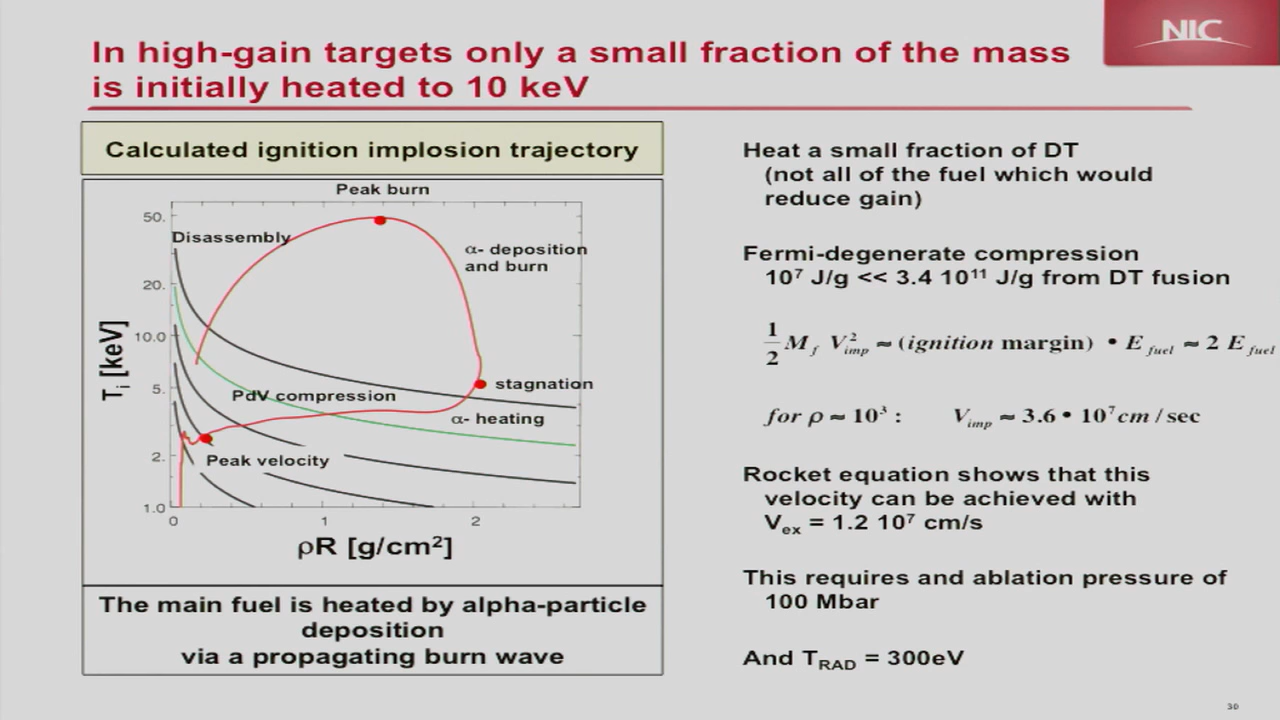 NIC
In high-gain targets only a small fraction of the mass
is initially heated to 10 keV
Calculated ignition implosion trajectory
Peak burn
50.
20.
10.0
5.
2.
1.0
Disassembly
α- deposition
and burn
stagnation
PdV compression
α- heating
Peak velocity
Ti [keV]
0 1 2
ρR [g/cm²]
The main fuel is heated by alpha-particle
deposition
via a propagating burn wave
Heat a small fraction of DT
(not all of the fuel which would
reduce gain)
Fermi-degenerate compression
10⁷ J/g << 3.4 10¹¹ J/g from DT fusion
1/2 M_f V²_imp ≈ (ignition margin) • E_fuel ≈ 2 E_fuel
for ρ ≈ 10³ : V_imp ≈ 3.6 • 10⁷ cm / sec
Rocket equation shows that this
velocity can be achieved with
V_ex = 1.2 10⁷ cm/s
This requires and ablation pressure of
100 Mbar
And T_RAD = 300eV
30